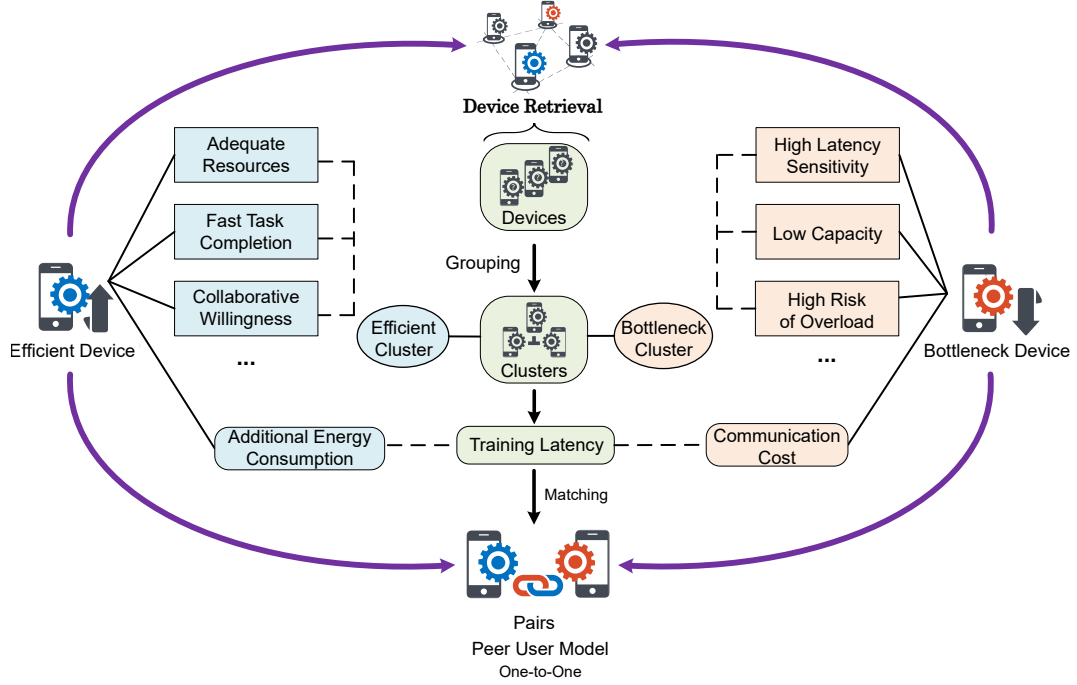 Device Retrieval
Adequate
Resources
Fast Task
Completion
Collaborative
Willingness
...
Efficient Device
Devices
Grouping
Efficient
Cluster
Clusters
Bottleneck
Cluster
High Latency
Sensitivity
Low Capacity
High Risk
of Overload
...
Bottleneck Device
Additional Energy
Consumption
Training Latency
Communication
Cost
Matching
Pairs
Peer User Model
One-to-One